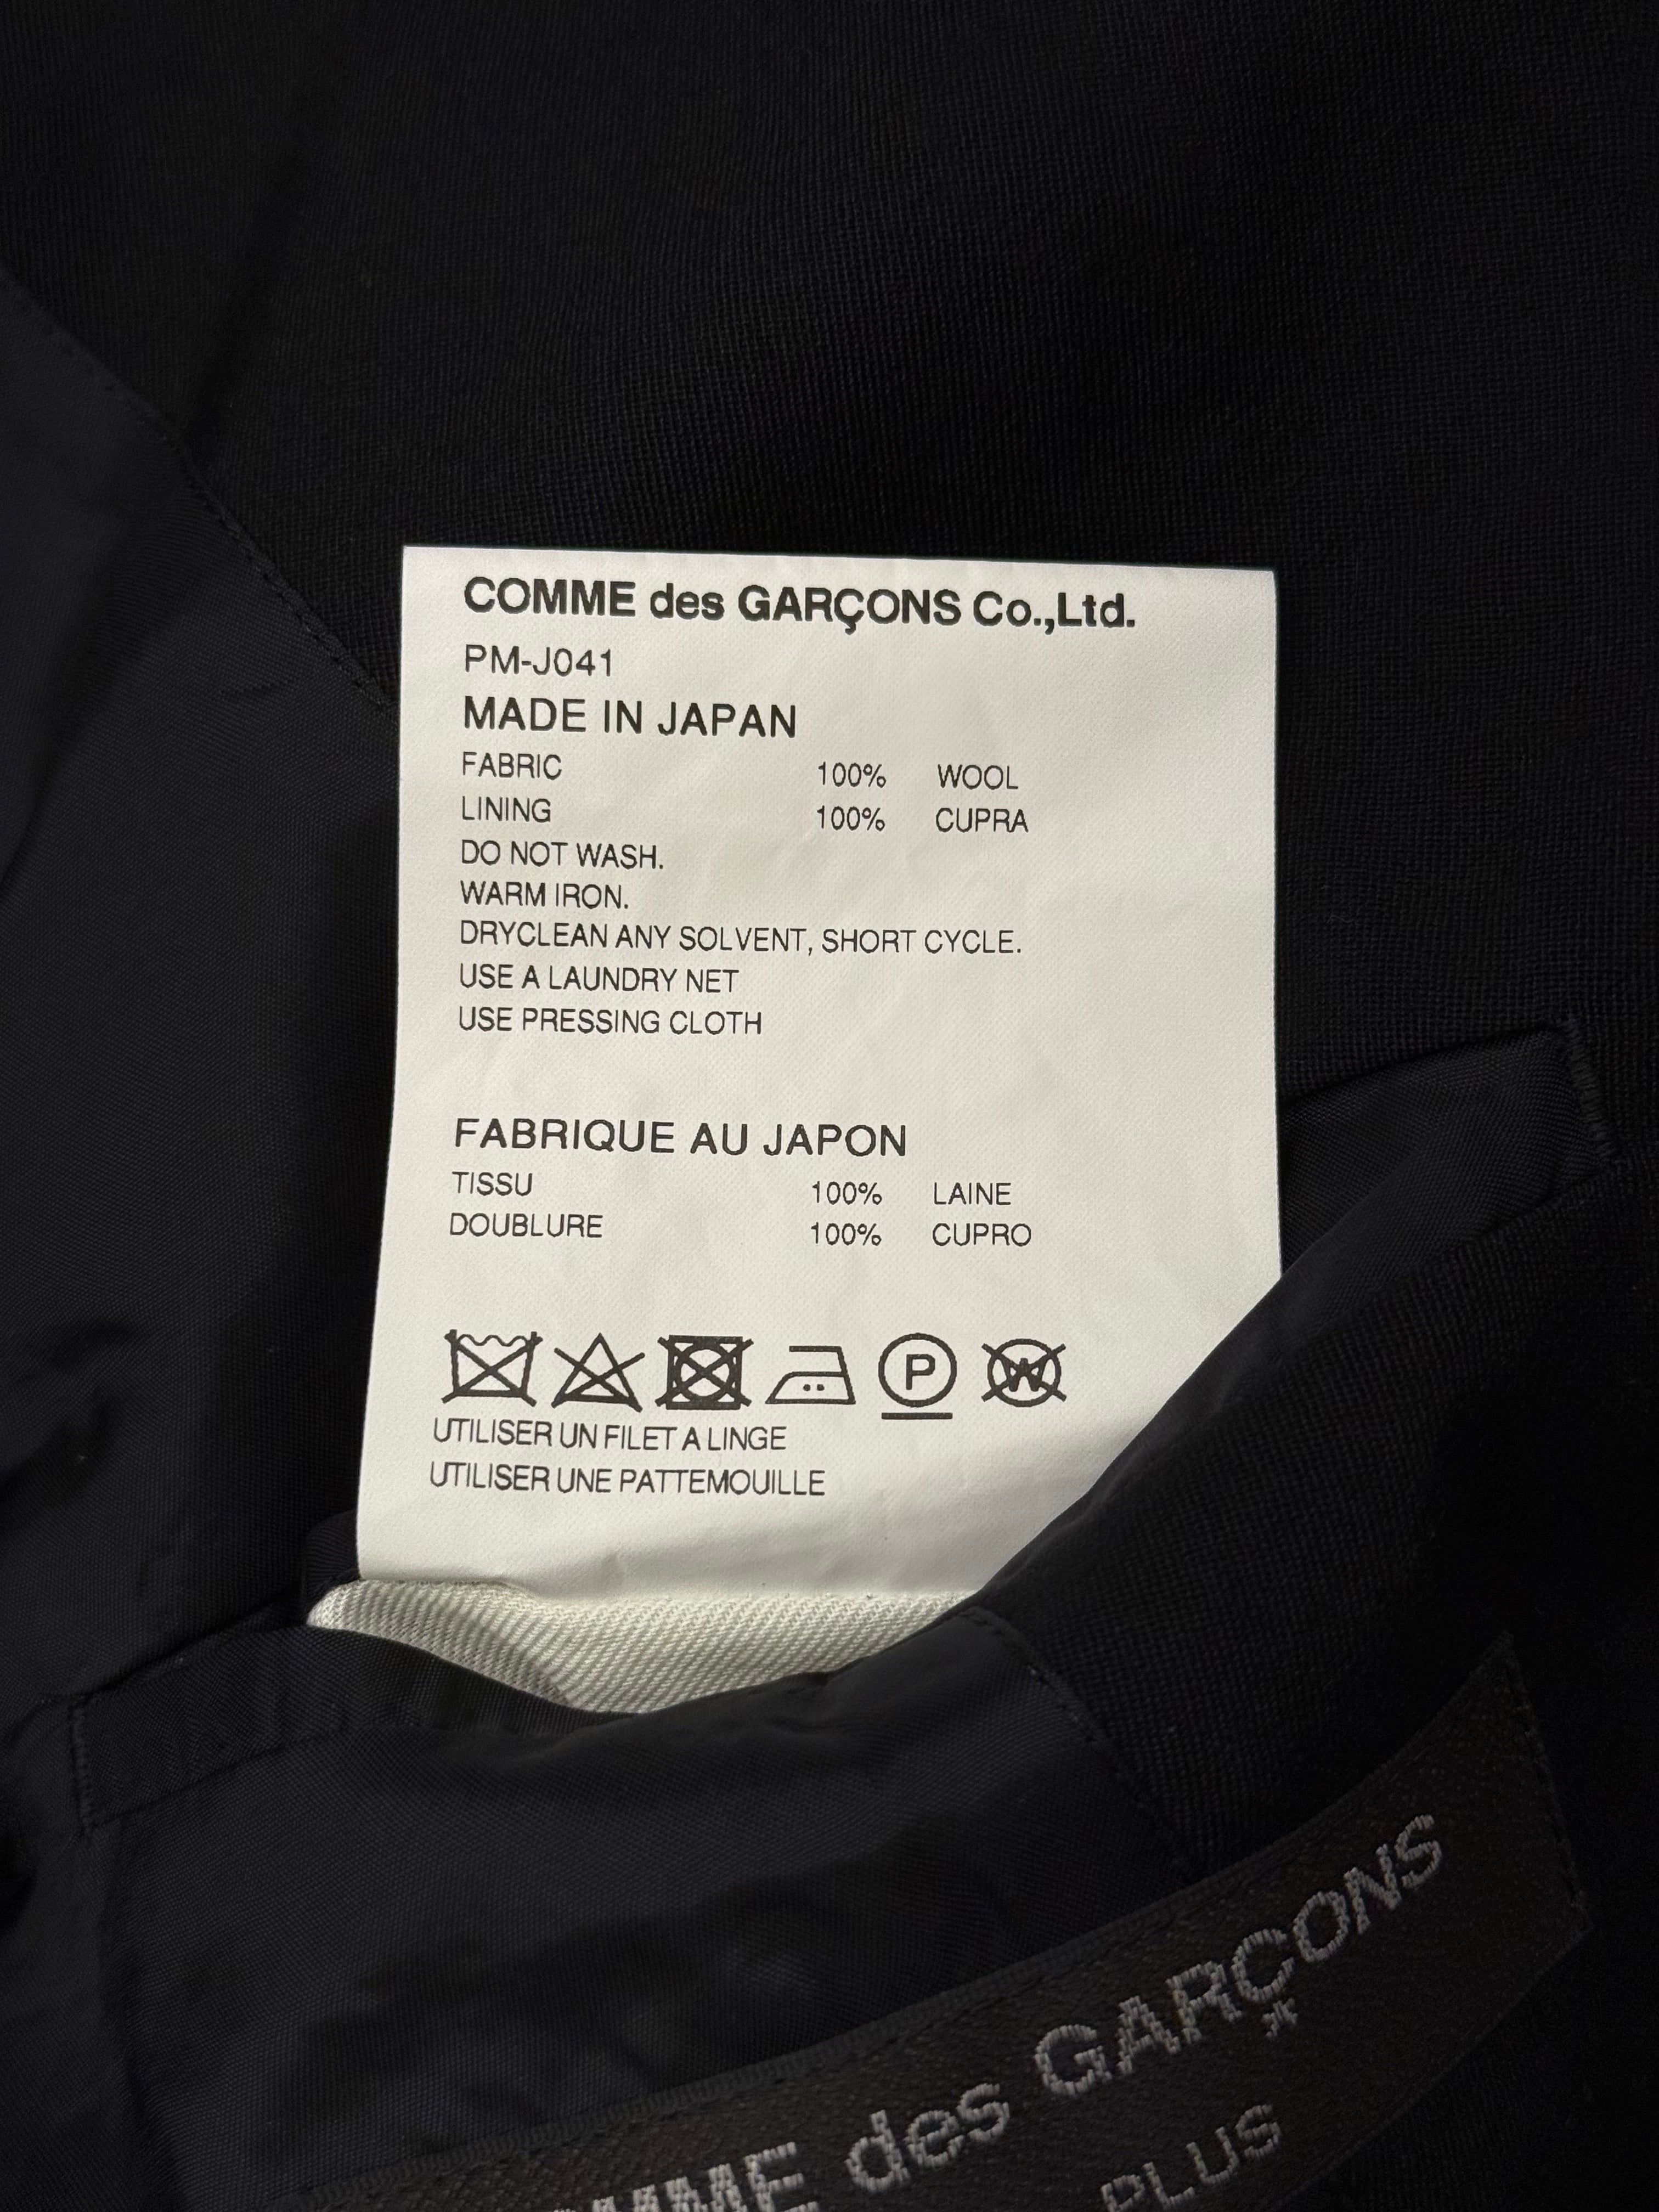 COMME des GARÇONS Co.,Ltd.
PM-J041
MADE IN JAPAN
FABRIC 100% WOOL
LINING 100% CUPRA
DO NOT WASH.
WARM IRON.
DRYCLEAN ANY SOLVENT, SHORT CYCLE.
USE A LAUNDRY NET
USE PRESSING CLOTH
FABRIQUE AU JAPON
TISSU 100% LAINE
DOUBLURE 100% CUPRO
P W
UTILISER UN FILET A LINGE
UTILISER UNE PATTEMOUILLE
des GARÇONS
PLUS